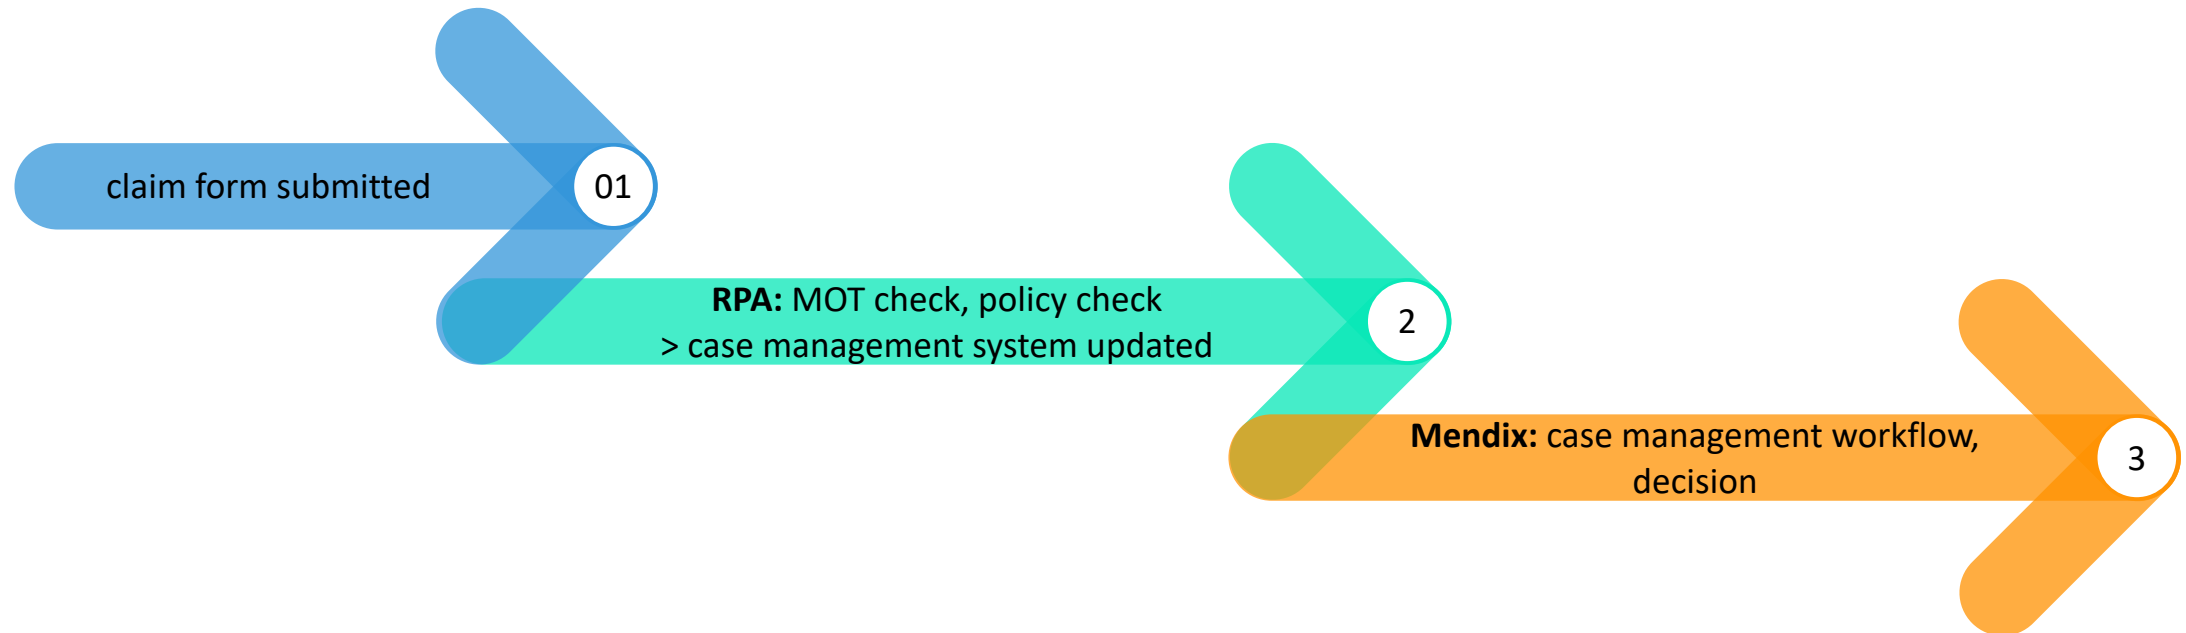 claim form submitted
01
RPA: MOT check, policy check
> case management system updated
2
Mendix: case management workflow,
decision
3